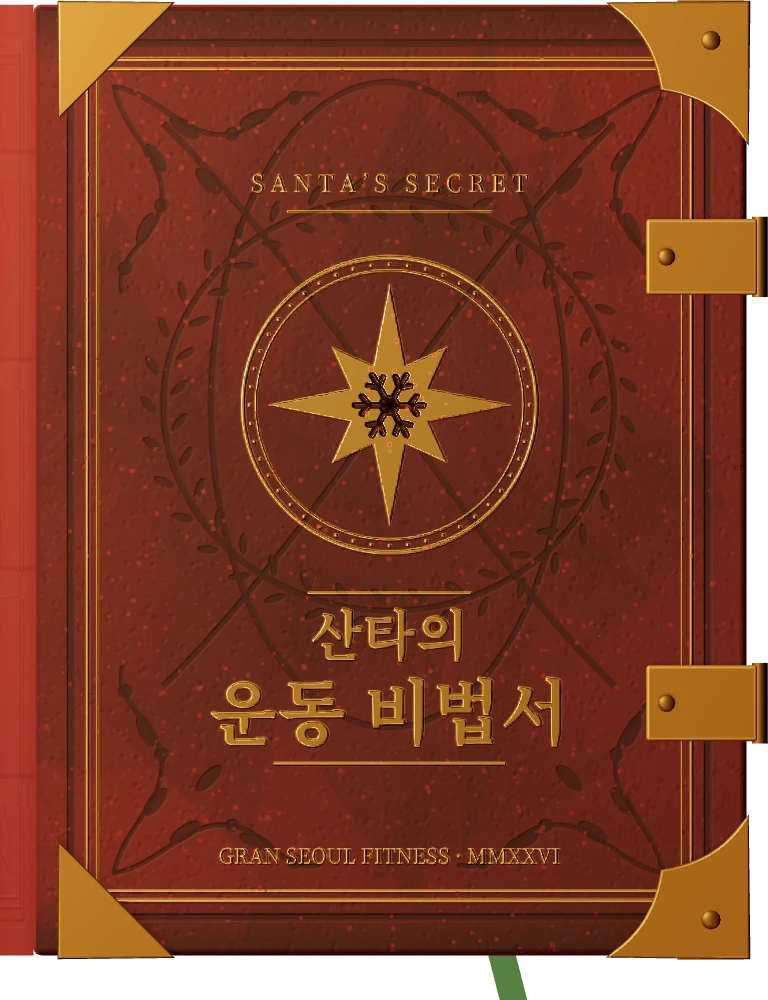 SANTA'S SECRET
산타의
운동 비법서
GRAN SEOUL FITNESS · MMXXVI